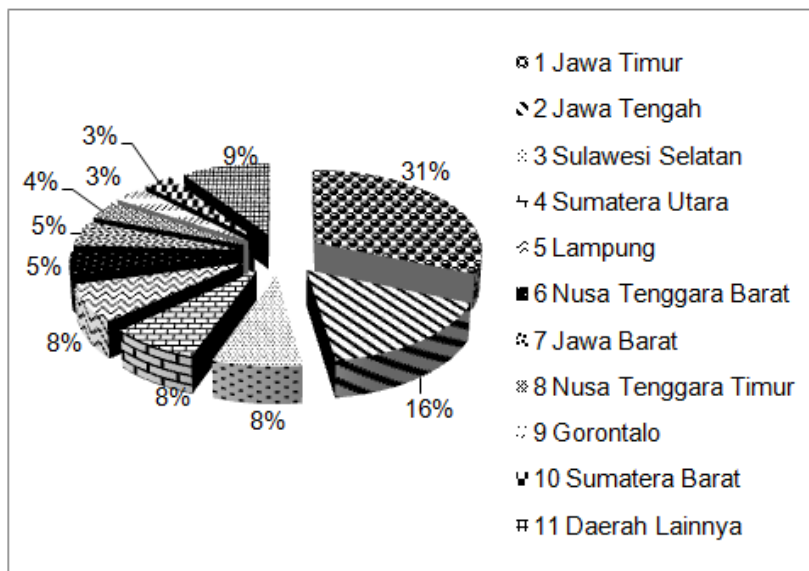 1 Jawa Timur
2 Jawa Tengah
3 Sulawesi Selatan
4 Sumatera Utara
5 Lampung
6 Nusa Tenggara Barat
7 Jawa Barat
8 Nusa Tenggara Timur
9 Gorontalo
10 Sumatera Barat
11 Daerah Lainnya
31%
16%
8%
8%
8%
5%
5%
4%
3%
3%
9%